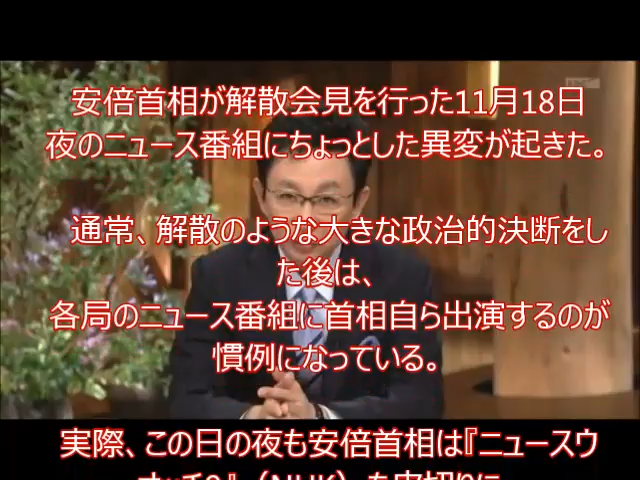 安倍首相が解散会見を行った11月18日
夜のニュース番組にちょっとした異変が起きた。
通常、解散のような大きな政治的決断をし
た後は、
各局のニュース番組に首相自ら出演するのが
慣例になっている。
実際、この日の夜も安倍首相は『ニュースウ